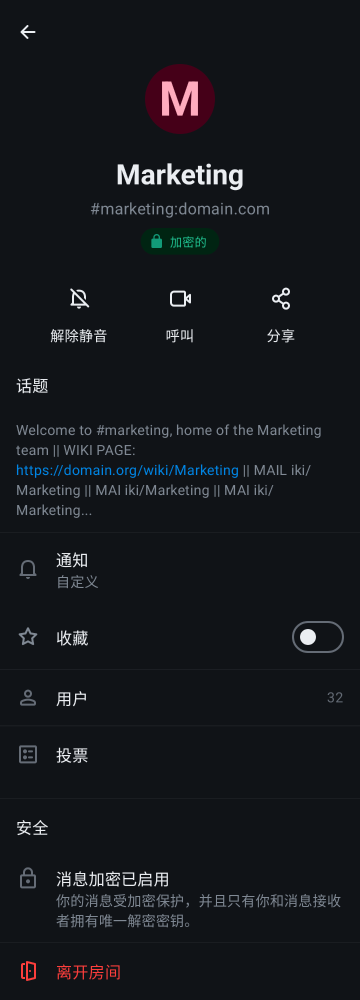 M
Marketing
#marketing:domain.com
加密的
解除静音 呼叫 分享
话题
Welcome to #marketing, home of the Marketing
team || WIKI PAGE:
https://domain.org/wiki/Marketing || MAIL iki/
Marketing || MAI iki/Marketing || MAI iki/
Marketing...
通知
自定义
收藏
用户 32
投票
安全
消息加密已启用
你的消息受加密保护，并且只有你和消息接收
者拥有唯一解密密钥。
离开房间